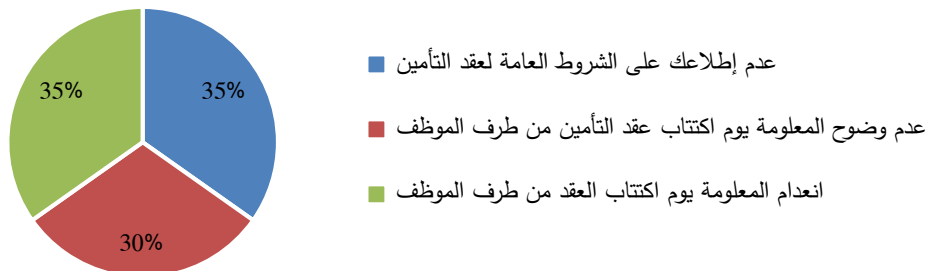 35%
35%
30%
عدم إطلاعك على الشروط العامة لعقد التأمين
عدم وضوح المعلومة يوم اكتتاب عقد التأمين من طرف الموظف
انعدام المعلومة يوم اكتتاب العقد من طرف الموظف